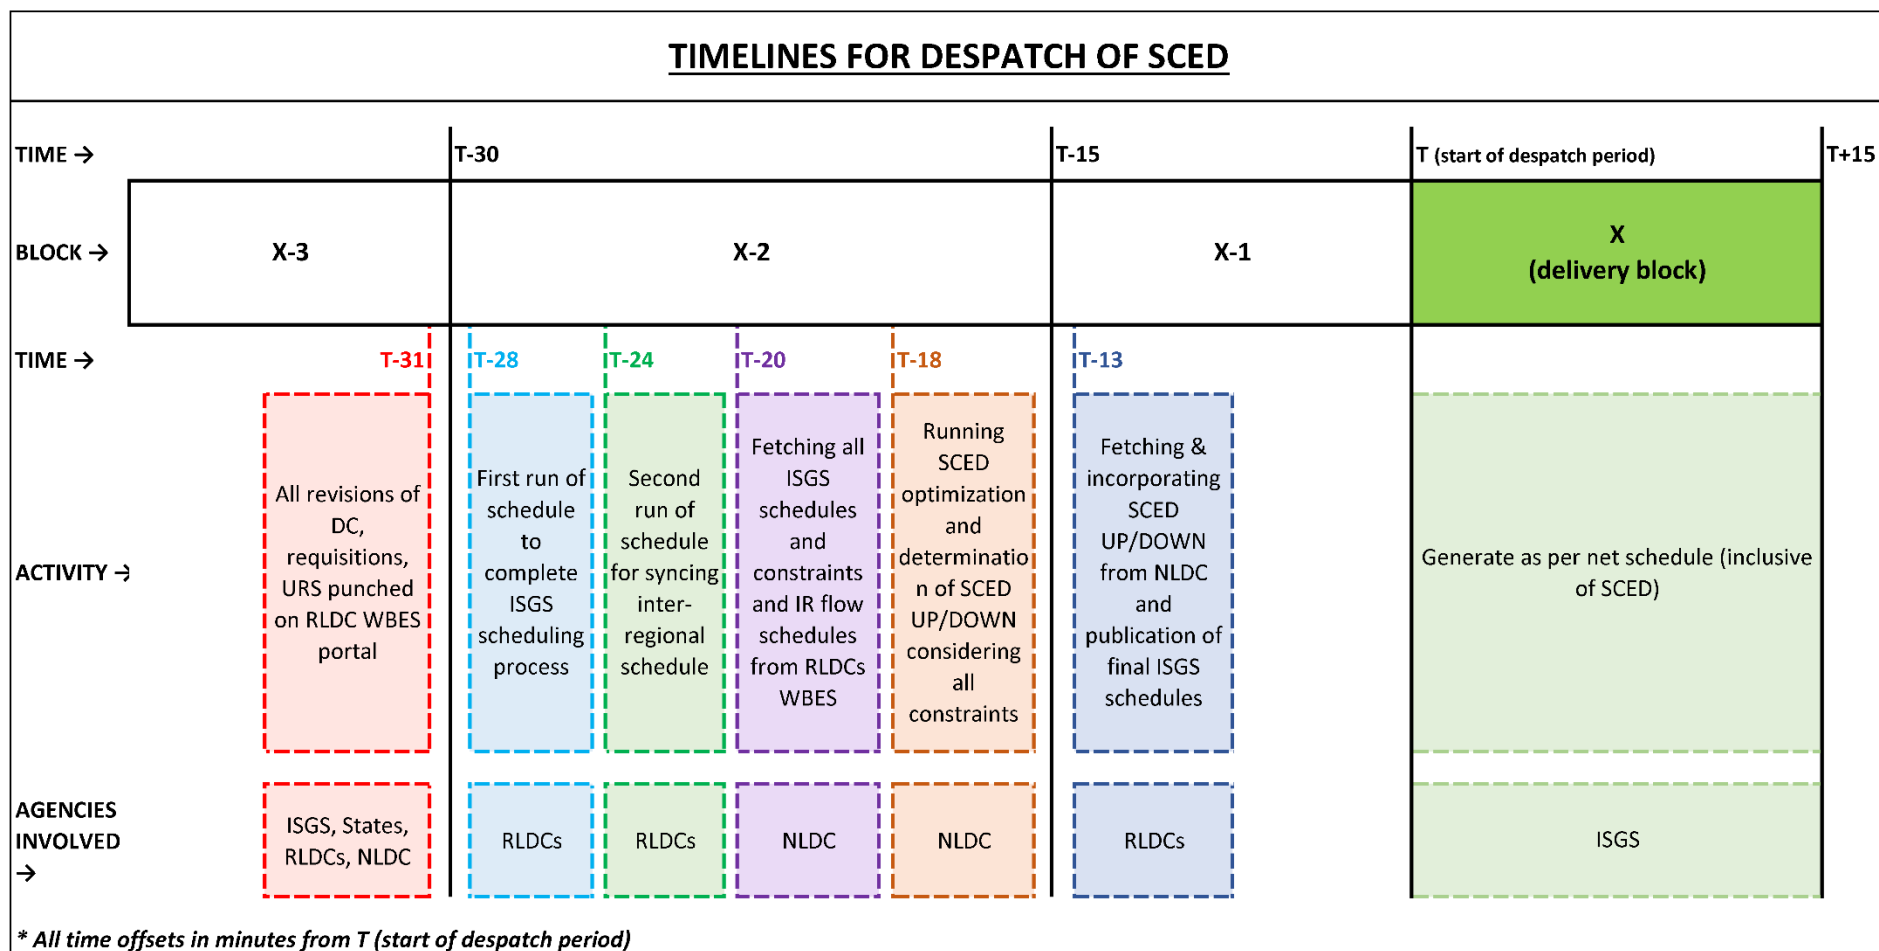 TIMELINES FOR DESPATCH OF SCED
TIME →
T-30
T-15
T (start of despatch period)
T+15
BLOCK →
X-3
X-2
X-1
X
(delivery block)
TIME →
T-31
T-28
T-24
T-20
T-18
T-13
ACTIVITY →
All revisions of
DC,
requisitions,
URS punched
on RLDC WBES
portal
First run of
schedule
to
complete
ISGS
scheduling
process
Second
run of
schedule
for syncing
inter-
regional
schedule
Fetching all
ISGS
schedules
and
constraints
and IR flow
schedules
from RLDCs
WBES
Running
SCED
optimization
and
determinatio
n of SCED
UP/DOWN
considering
all
constraints
Fetching &
incorporating
SCED
UP/DOWN
from NLDC
and
publication of
final ISGS
schedules
Generate as per net schedule (inclusive
of SCED)
AGENCIES
INVOLVED
→
ISGS, States,
RLDCs, NLDC
RLDCs
RLDCs
NLDC
NLDC
RLDCs
ISGS
* All time offsets in minutes from T (start of despatch period)